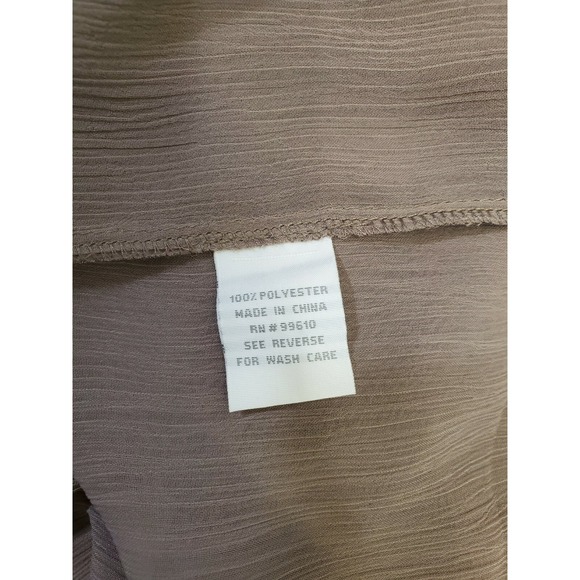 100% POLYESTER
MADE IN CHINA
RN # 99610
SEE REVERSE
FOR WASH CARE